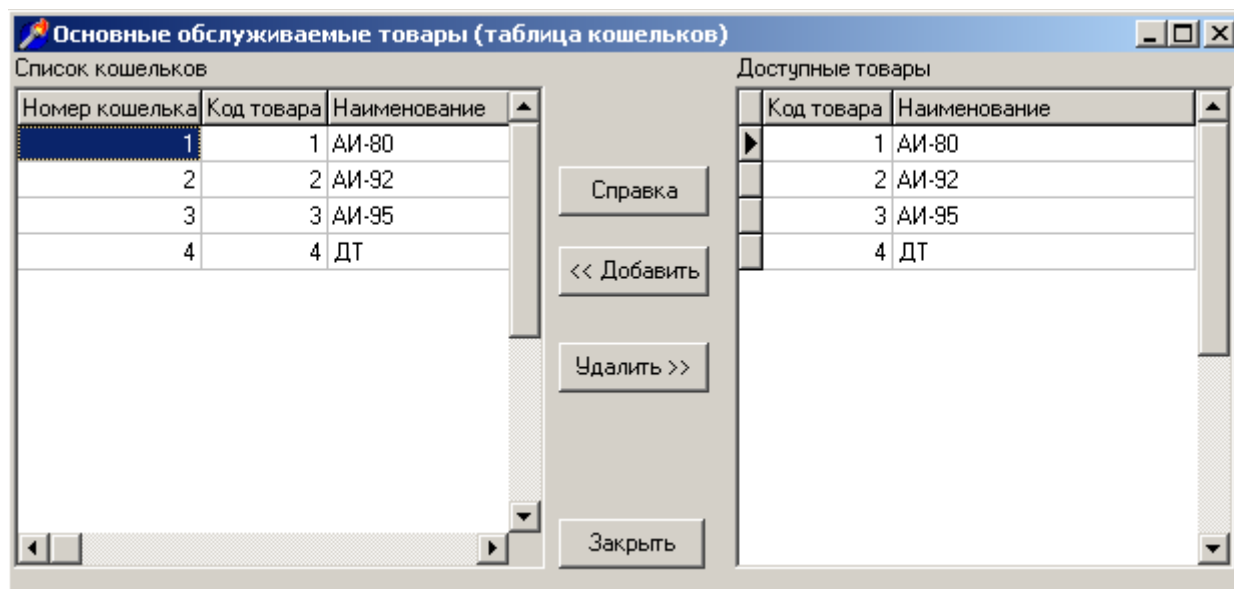 Основные обслуживаемые товары (таблица кошельков)
Список кошельков
Номер кошелька Код товара Наименование
1 1 АИ-80
2 2 АИ-92
3 3 АИ-95
4 4 ДТ
Справка
<< Добавить
Удалить >>
Закрыть
Доступные товары
Код товара Наименование
1 АИ-80
2 АИ-92
3 АИ-95
4 ДТ